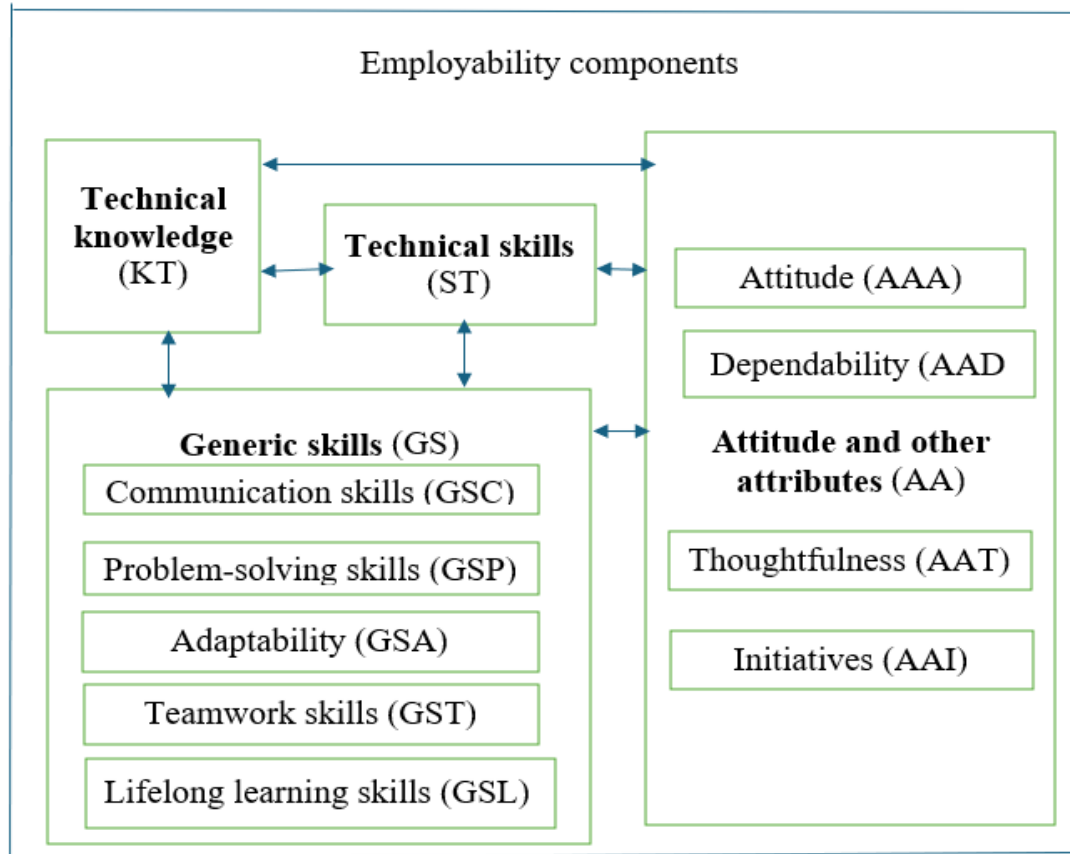 Employability components
Technical
knowledge
(KT)
Technical skills
(ST)
Generic skills (GS)
Communication skills (GSC)
Problem-solving skills (GSP)
Adaptability (GSA)
Teamwork skills (GST)
Lifelong learning skills (GSL)
Attitude (AAA)
Dependability (AAD
Attitude and other
attributes (AA)
Thoughtfulness (AAT)
Initiatives (AAI)